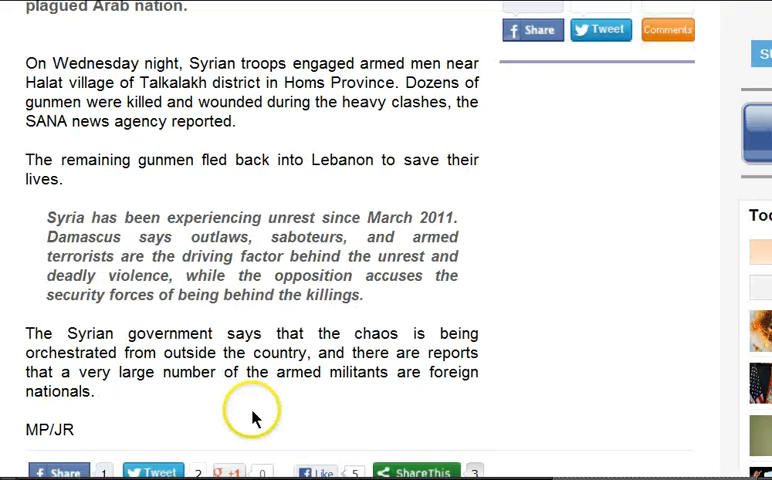 plagued Arab nation.
Share
Tweet
Comments
On Wednesday night, Syrian troops engaged armed men near
Halat village of Talkalakh district in Homs Province. Dozens of
gunmen were killed and wounded during the heavy clashes, the
SANA news agency reported.
The remaining gunmen fled back into Lebanon to save their
lives.
Syria has been experiencing unrest since March 2011.
Damascus says outlaws, saboteurs, and armed
terrorists are the driving factor behind the unrest and
deadly violence, while the opposition accuses the
security forces of being behind the killings.
The Syrian government says that the chaos is being
orchestrated from outside the country, and there are reports
that a very large number of the armed militants are foreign
nationals.
MP/JR
Share 1 Tweet 2 +1 0 Like 5 ShareThis 3